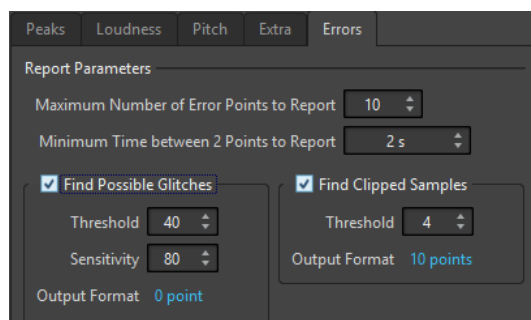 Peaks Loudness Pitch Extra Errors
Report Parameters
Maximum Number of Error Points to Report 10
Minimum Time between 2 Points to Report 2 s
Find Possible Glitches
Threshold 40
Sensitivity 80
Output Format 0 point
Find Clipped Samples
Threshold 4
Output Format 10 points